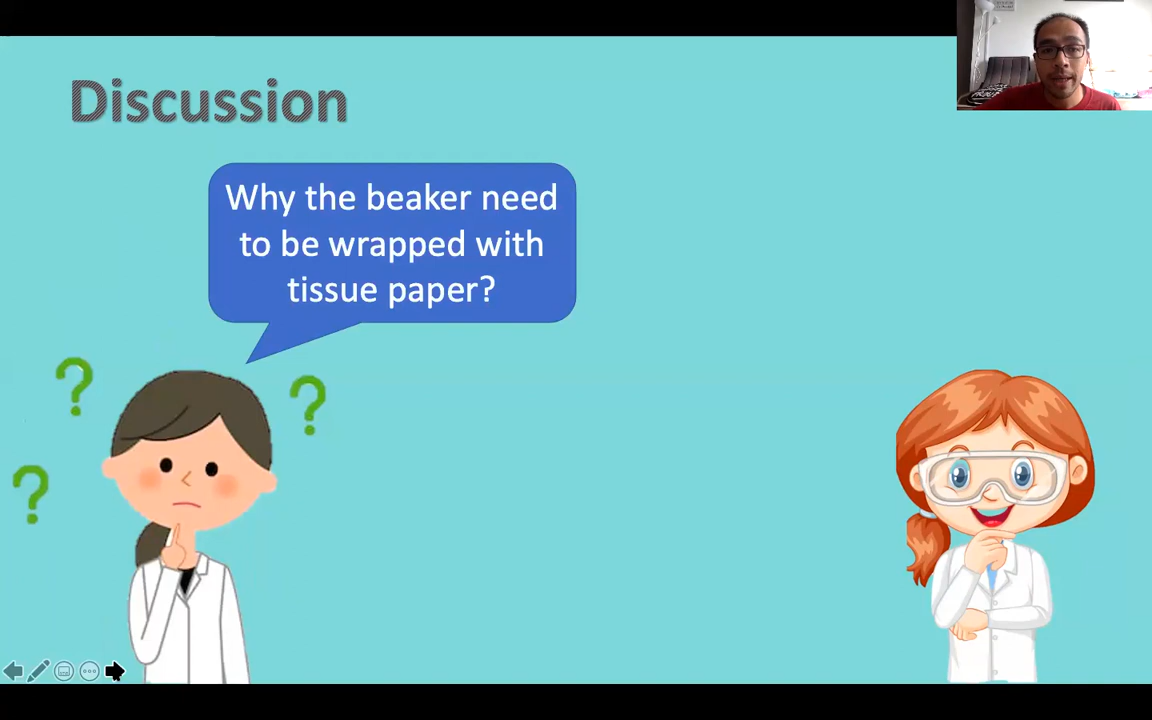 Discussion
Why the beaker need
to be wrapped with
tissue paper?
? ?
?